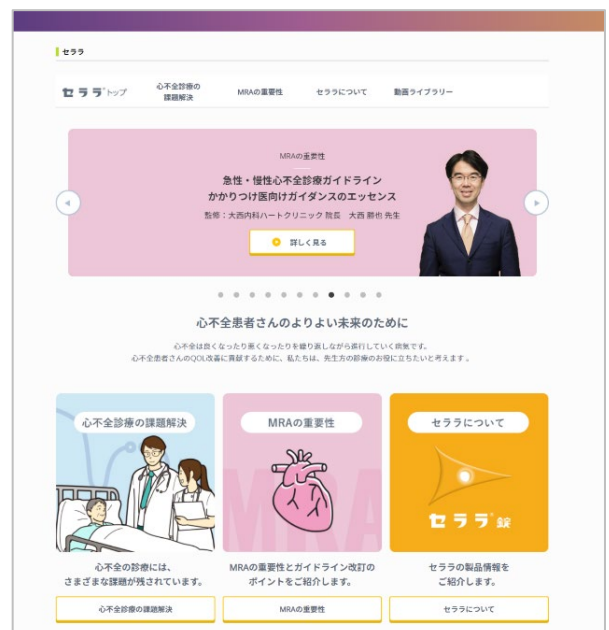 セララ
セララ®トップ
心不全診療の
課題解決
MRAの重要性
セララについて
動画ライブラリー
MRAの重要性
急性・慢性心不全診療ガイドライン
かかりつけ医向けガイダンスのエッセンス
監修：大西内科ハートクリニック 院長　大西 勝也 先生
詳しく見る
心不全患者さんのよりよい未来のために
心不全は良くなったり悪くなったりを繰り返しながら進行していく病気です。
心不全患者さんのQOL改善に貢献するために、私たちは、先生方の診療のお役に立ちたいと考えます。
心不全診療の課題解決
MRAの重要性
セララについて
MRA
セララ®錠
心不全の診療には、
さまざまな課題が残されています。
MRAの重要性とガイドライン改訂の
ポイントをご紹介します。
セララの製品情報を
ご紹介します。
心不全診療の課題解決
MRAの重要性
セララについて